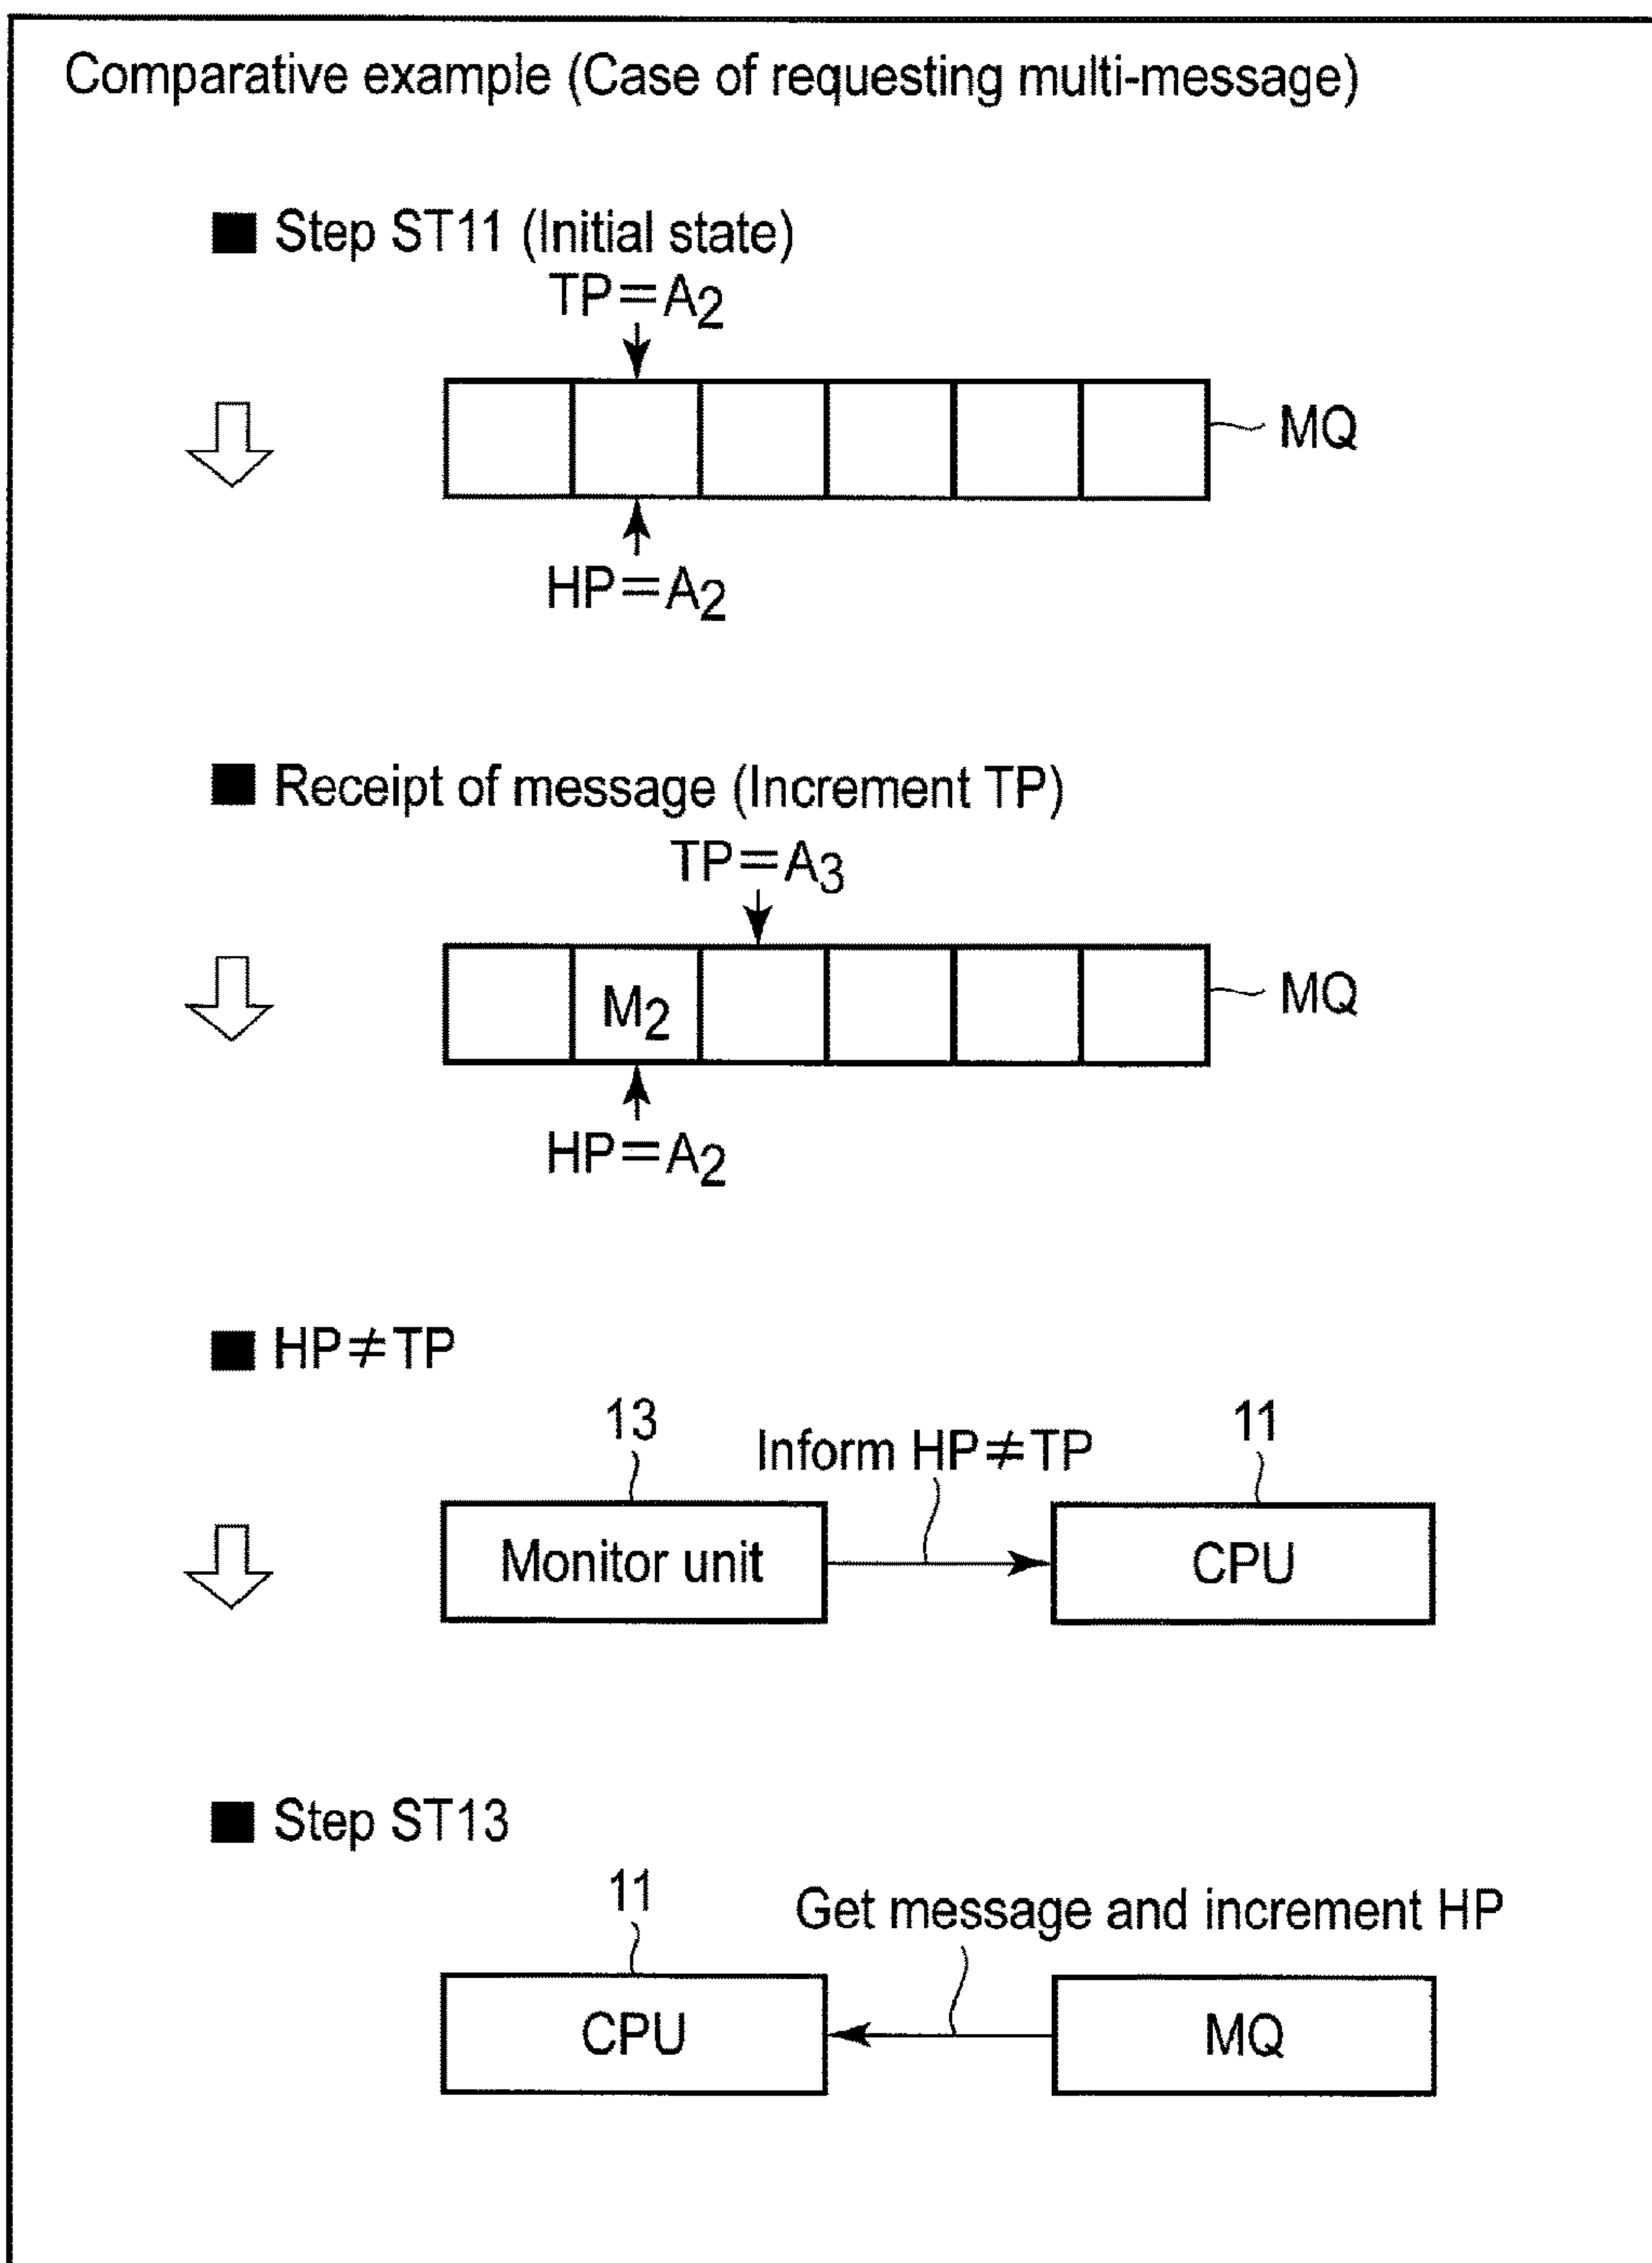 Comparative example (Case of requesting multi-message)
■ Step ST11 (Initial state)
TP=A2
MQ
HP=A2
■ Receipt of message (Increment TP)
TP=A3
M2
MQ
HP=A2
■ HP≠TP
13
Inform HP≠TP
11
Monitor unit
CPU
■ Step ST13
11
Get message and increment HP
CPU
MQ